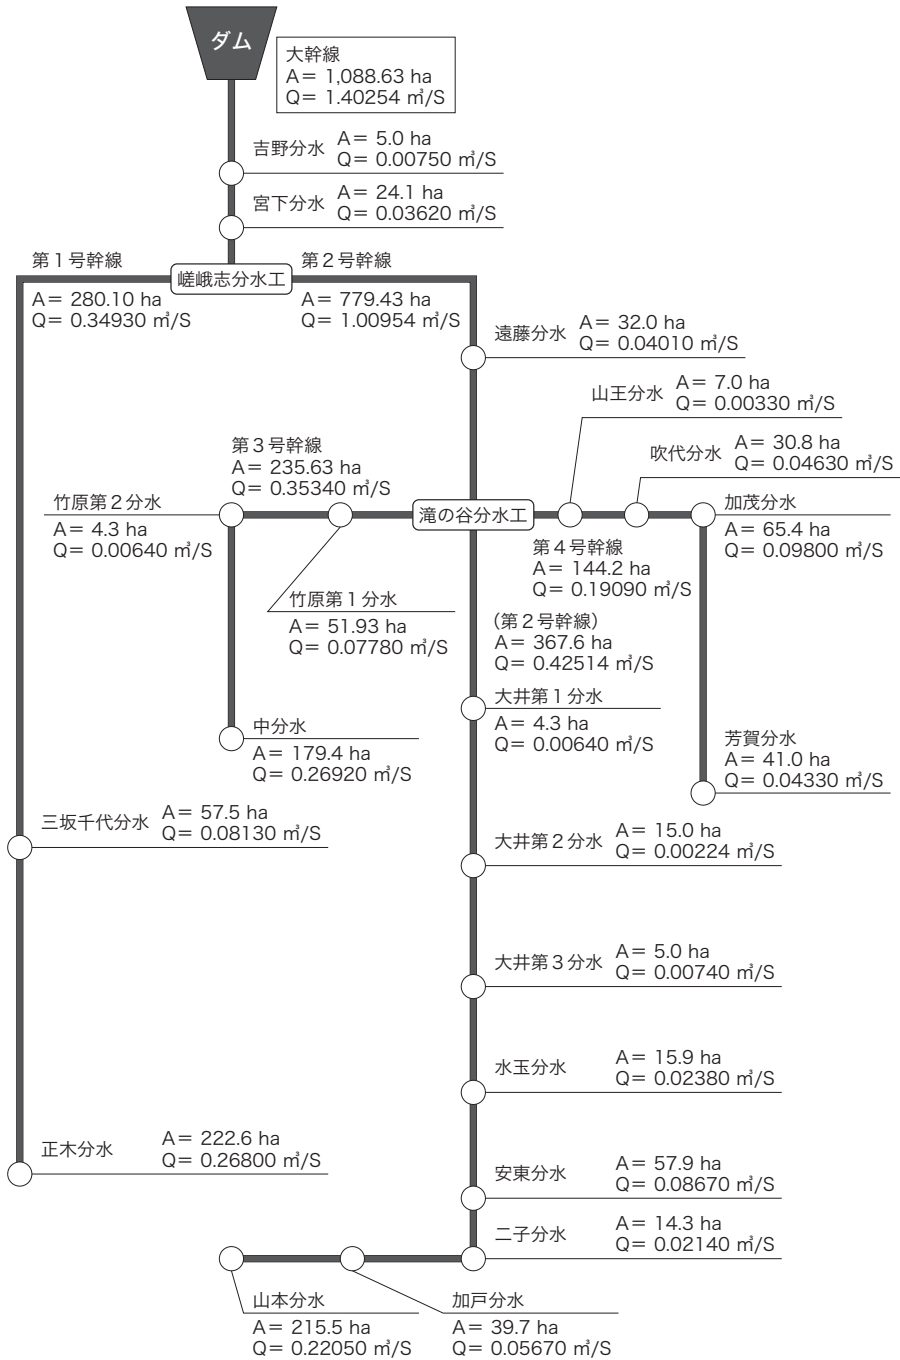 ダム
大幹線
A＝ 1,088.63 ha
Q＝ 1.40254 ㎥/S
吉野分水
A＝ 5.0 ha
Q＝ 0.00750 ㎥/S
宮下分水
A＝ 24.1 ha
Q＝ 0.03620 ㎥/S
第１号幹線
A＝ 280.10 ha
Q＝ 0.34930 ㎥/S
嵯峨志分水工
第２号幹線
A＝ 779.43 ha
Q＝ 1.00954 ㎥/S
遠藤分水
A＝ 32.0 ha
Q＝ 0.04010 ㎥/S
山王分水
A＝ 7.0 ha
Q＝ 0.00330 ㎥/S
吹代分水
A＝ 30.8 ha
Q＝ 0.04630 ㎥/S
第３号幹線
A＝ 235.63 ha
Q＝ 0.35340 ㎥/S
竹原第２分水
A＝ 4.3 ha
Q＝ 0.00640 ㎥/S
滝の谷分水工
加茂分水
A＝ 65.4 ha
Q＝ 0.09800 ㎥/S
第４号幹線
A＝ 144.2 ha
Q＝ 0.19090 ㎥/S
竹原第１分水
A＝ 51.93 ha
Q＝ 0.07780 ㎥/S
（第２号幹線）
A＝ 367.6 ha
Q＝ 0.42514 ㎥/S
大井第１分水
A＝ 4.3 ha
Q＝ 0.00640 ㎥/S
中分水
A＝ 179.4 ha
Q＝ 0.26920 ㎥/S
芳賀分水
A＝ 41.0 ha
Q＝ 0.04330 ㎥/S
三坂千代分水
A＝ 57.5 ha
Q＝ 0.08130 ㎥/S
大井第２分水
A＝ 15.0 ha
Q＝ 0.00224 ㎥/S
大井第３分水
A＝ 5.0 ha
Q＝ 0.00740 ㎥/S
水玉分水
A＝ 15.9 ha
Q＝ 0.02380 ㎥/S
正木分水
A＝ 222.6 ha
Q＝ 0.26800 ㎥/S
安東分水
A＝ 57.9 ha
Q＝ 0.08670 ㎥/S
二子分水
A＝ 14.3 ha
Q＝ 0.02140 ㎥/S
山本分水
A＝ 215.5 ha
Q＝ 0.22050 ㎥/S
加戸分水
A＝ 39.7 ha
Q＝ 0.05670 ㎥/S